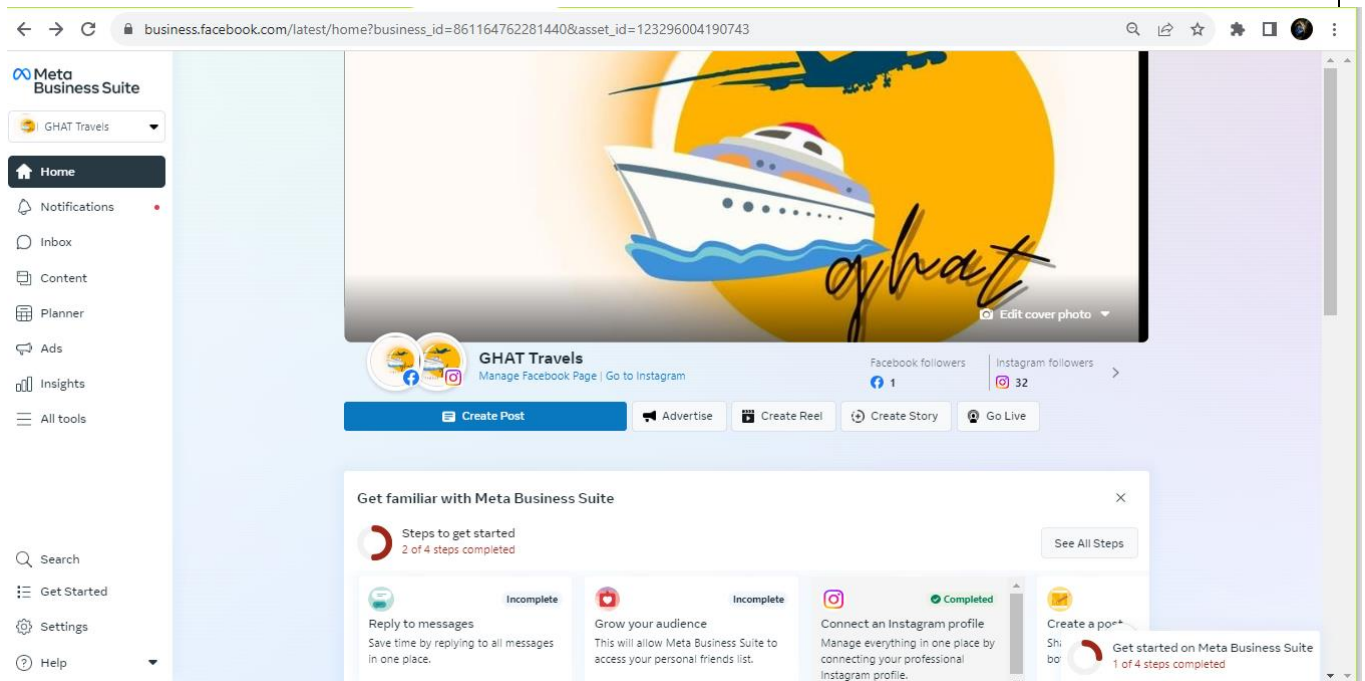 business.facebook.com/latest/home?business_id=861164762281440&asset_id=123296004190743
Meta
Business Suite
GHAT Travels
Home
Notifications
Inbox
Content
Planner
Ads
Insights
All tools
Search
Get Started
Settings
Help
ghat
Edit cover photo
GHAT Travels
Manage Facebook Page | Go to Instagram
Facebook followers
1
Instagram followers
32
Create Post
Advertise
Create Reel
Create Story
Go Live
Get familiar with Meta Business Suite
Steps to get started
2 of 4 steps completed
See All Steps
Incomplete
Reply to messages
Save time by replying to all messages
in one place.
Incomplete
Grow your audience
This will allow Meta Business Suite to
access your personal friends list.
Completed
Connect an Instagram profile
Manage everything in one place by
connecting your professional
Instagram profile.
Create a post
Get started on Meta Business Suite
1 of 4 steps completed